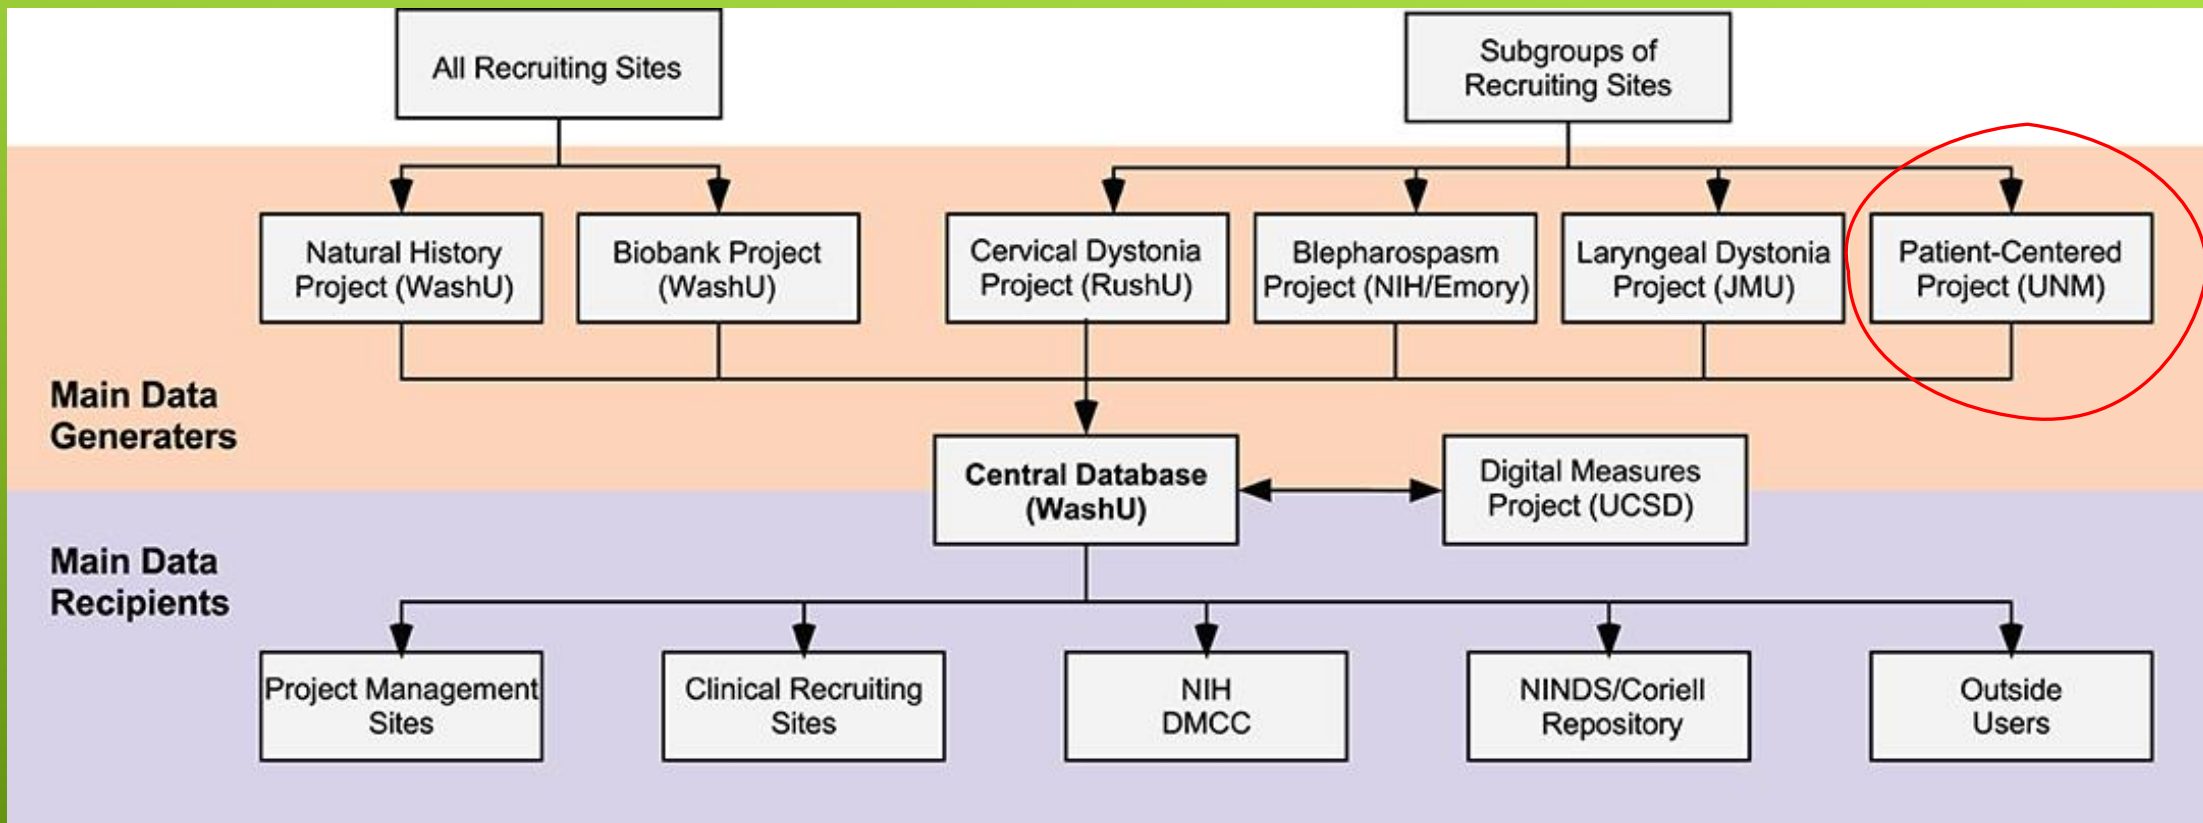 All Recruiting Sites
Subgroups of
Recruiting Sites
Natural History
Project (WashU)
Biobank Project
(WashU)
Cervical Dystonia
Project (RushU)
Blepharospasm
Project (NIH/Emory)
Laryngeal Dystonia
Project (JMU)
Patient-Centered
Project (UNM)
Main Data
Generaters
Central Database
(WashU)
Digital Measures
Project (UCSD)
Main Data
Recipients
Project Management
Sites
Clinical Recruiting
Sites
NIH
DMCC
NINDS/Coriell
Repository
Outside
Users